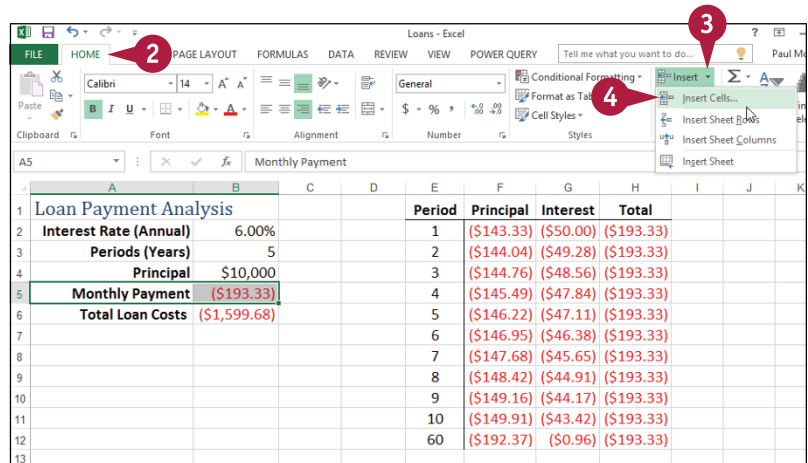 Loans - Excel
?
3
FILE HOME 2 PAGE LAYOUT FORMULAS DATA REVIEW VIEW POWER QUERY Tell me what you want to do... Paul
Paste
Calibri 14 A A
B I U A
General
$ % ,
Conditional Formatting
Format as Tab
Cell Styles
Insert
4
Insert Cells...
Insert Sheet Rows
Insert Sheet Columns
Insert Sheet
Clipboard Font Alignment Number Styles
A5 fx Monthly Payment
A B C D E F G H I J K
1 Loan Payment Analysis Period Principal Interest Total
2 Interest Rate (Annual) 6.00% 1 ($143.33) ($50.00) ($193.33)
3 Periods (Years) 5 2 ($144.04) ($49.28) ($193.33)
4 Principal $10,000 3 ($144.76) ($48.56) ($193.33)
5 Monthly Payment ($193.33) 4 ($145.49) ($47.84) ($193.33)
6 Total Loan Costs ($1,599.68) 5 ($146.22) ($47.11) ($193.33)
7 6 ($146.95) ($46.38) ($193.33)
8 7 ($147.68) ($45.65) ($193.33)
9 8 ($148.42) ($44.91) ($193.33)
10 9 ($149.16) ($44.17) ($193.33)
11 10 ($149.91) ($43.42) ($193.33)
12 60 ($192.37) ($0.96) ($193.33)
13